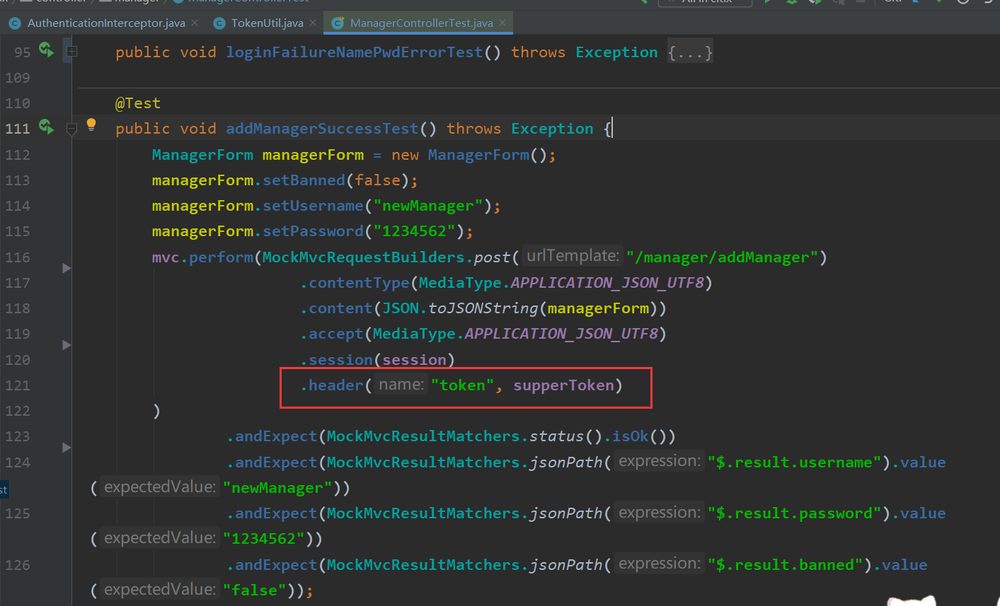 manager
ManagerControllerTest
AuthenticationInterceptor.java × TokenUtil.java × ManagerControllerTest.java ×
95 public void loginFailureNamePwdErrorTest() throws Exception {...}
109
110 @Test
111 public void addManagerSuccessTest() throws Exception {
112 ManagerForm managerForm = new ManagerForm();
113 managerForm.setBanned(false);
114 managerForm.setUsername("newManager");
115 managerForm.setPassword("1234562");
116 mvc.perform(MockMvcRequestBuilders.post( urlTemplate: "/manager/addManager")
117 .contentType(MediaType.APPLICATION_JSON_UTF8)
118 .content(JSON.toJSONString(managerForm))
119 .accept(MediaType.APPLICATION_JSON_UTF8)
120 .session(session)
121 .header( name: "token", supperToken)
122 )
123 .andExpect(MockMvcResultMatchers.status().isOk())
124 .andExpect(MockMvcResultMatchers.jsonPath( expression: "$.result.username").value
( expectedValue: "newManager"))
st
125 .andExpect(MockMvcResultMatchers.jsonPath( expression: "$.result.password").value
( expectedValue: "1234562"))
126 .andExpect(MockMvcResultMatchers.jsonPath( expression: "$.result.banned").value
( expectedValue: "false"));